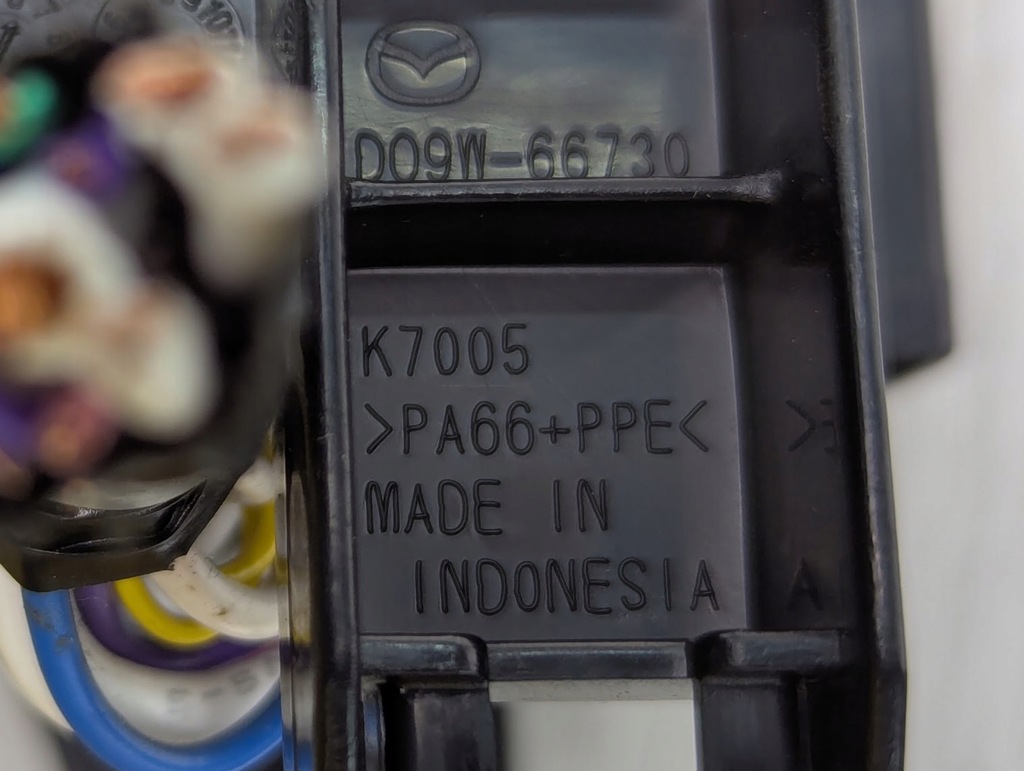 D09W-66730
K7005
>PA66+PPE<
MADE IN
INDONESIA